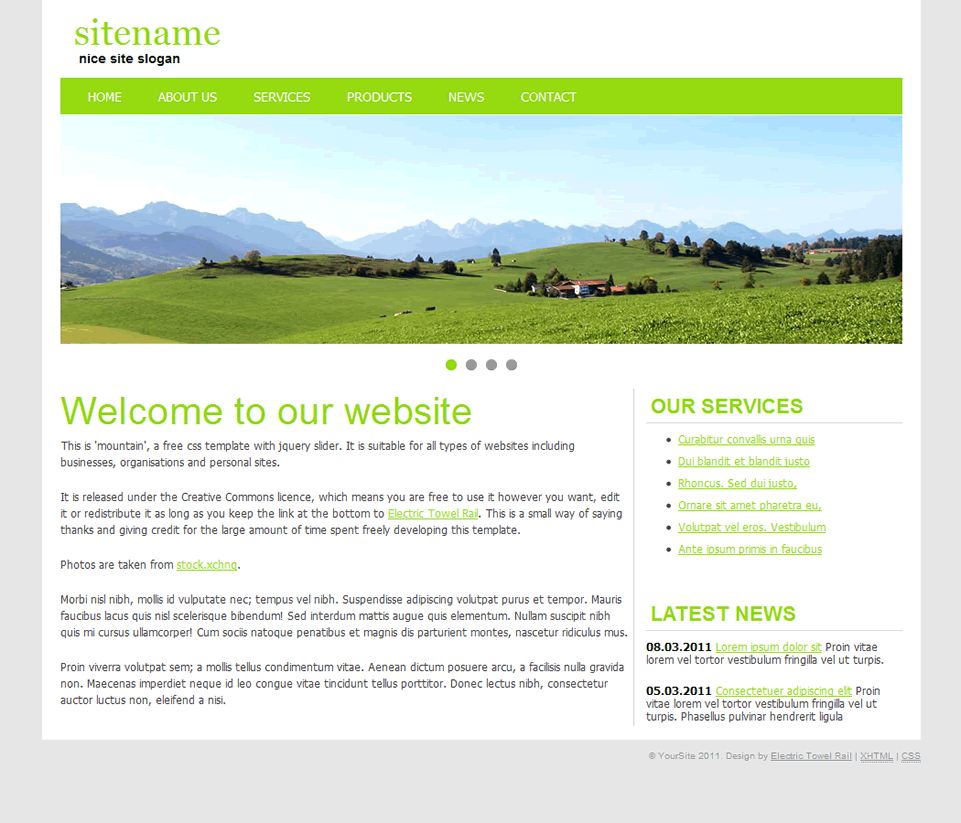 sitename
nice site slogan
HOME ABOUT US SERVICES PRODUCTS NEWS CONTACT
Welcome to our website
This is 'mountain', a free css template with jquery slider. It is suitable for all types of websites including
businesses, organisations and personal sites.
It is released under the Creative Commons licence, which means you are free to use it however you want, edit
it or redistribute it as long as you keep the link at the bottom to Electric Towel Rail. This is a small way of saying
thanks and giving credit for the large amount of time spent freely developing this template.
Photos are taken from stock.xchng.
Morbi nisl nibh, mollis id vulputate nec; tempus vel nibh. Suspendisse adipiscing volutpat purus et tempor. Mauris
faucibus lacus quis nisl scelerisque bibendum! Sed interdum mattis augue quis elementum. Nullam suscipit nibh
quis mi cursus ullamcorper! Cum sociis natoque penatibus et magnis dis parturient montes, nascetur ridiculus mus.
Proin viverra volutpat sem; a mollis tellus condimentum vitae. Aenean dictum posuere arcu, a facilisis nulla gravida
non. Maecenas imperdiet neque id leo congue vitae tincidunt tellus porttitor. Donec lectus nibh, consectetur
auctor luctus non, eleifend a nisi.
OUR SERVICES
Curabitur convallis urna quis
Dui blandit et blandit justo
Rhoncus. Sed dui justo,
Ornare sit amet pharetra eu,
Volutpat vel eros. Vestibulum
Ante ipsum primis in faucibus
LATEST NEWS
08.03.2011 Lorem ipsum dolor sit Proin vitae
lorem vel tortor vestibulum fringilla vel ut turpis.
05.03.2011 Consectetuer adipiscing elit Proin
vitae lorem vel tortor vestibulum fringilla vel ut
turpis. Phasellus pulvinar hendrerit ligula
© YourSite 2011. Design by Electric Towel Rail | XHTML | CSS